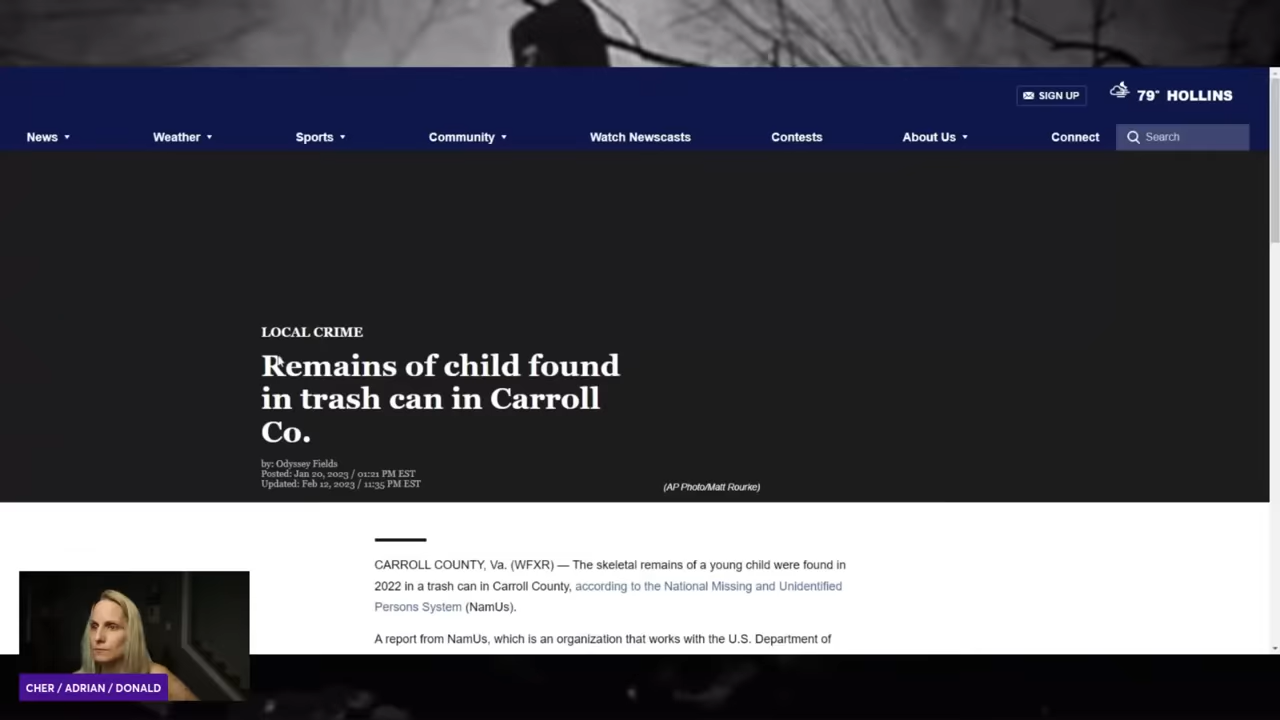 SIGN UP
79° HOLLINS
News
Weather
Sports
Community
Watch Newscasts
Contests
About Us
Connect
Search
LOCAL CRIME
Remains of child found
in trash can in Carroll
Co.
by: Odyssey Fields
Posted: Jan 20, 2023 / 01:21 PM EST
Updated: Feb 12, 2023 / 11:35 PM EST
(AP Photo/Matt Rourke)
CARROLL COUNTY, Va. (WFXR) — The skeletal remains of a young child were found in
2022 in a trash can in Carroll County, according to the National Missing and Unidentified
Persons System (NamUs).
A report from NamUs, which is an organization that works with the U.S. Department of
CHER / ADRIAN / DONALD